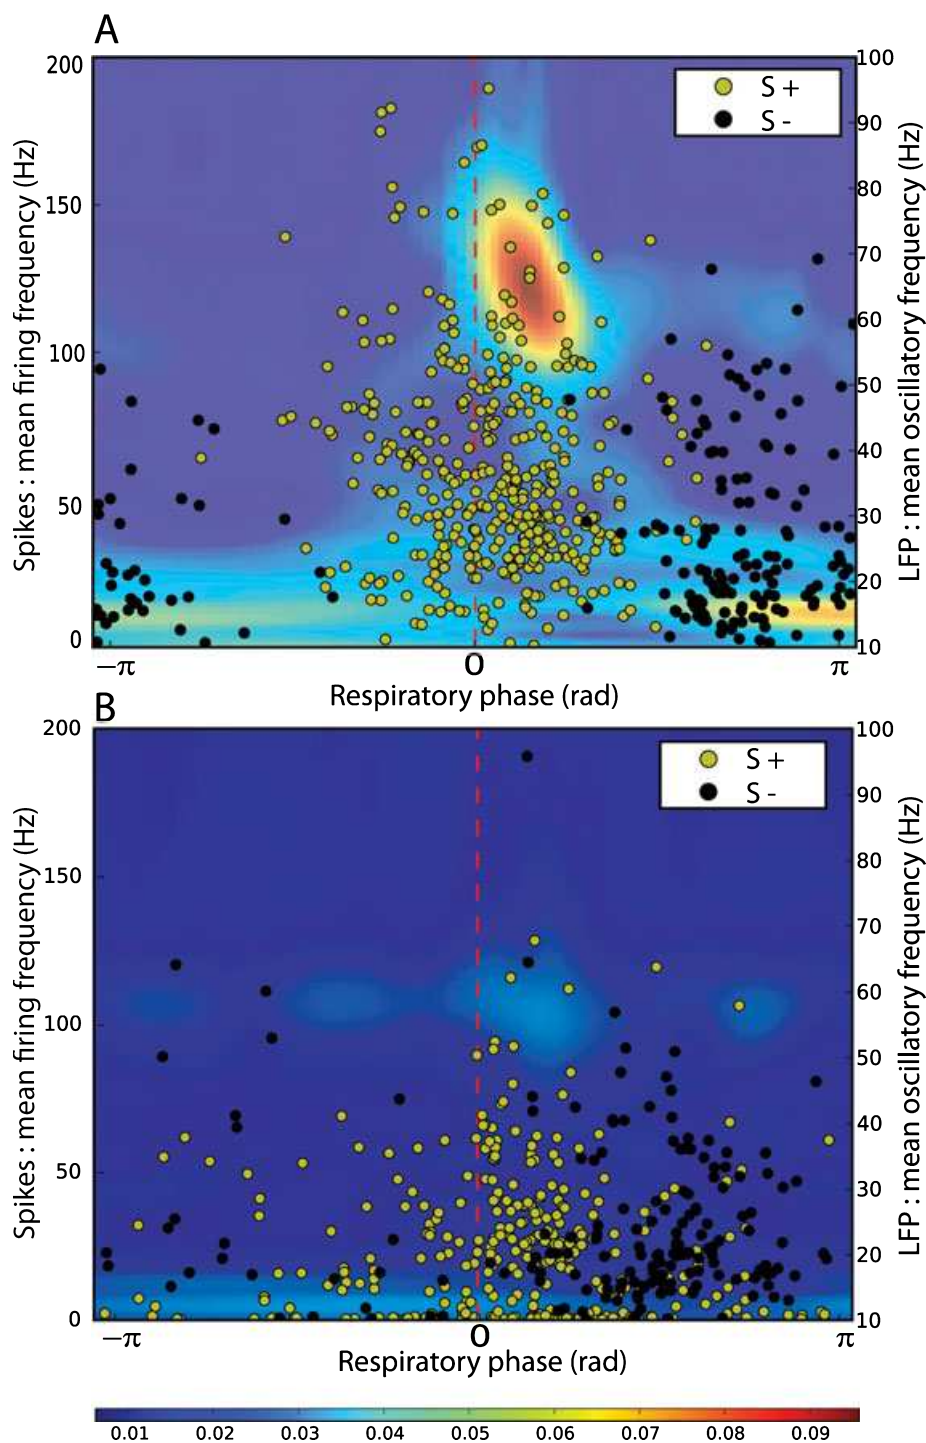 A
200
150
100
50
0
Spikes : mean firing frequency (Hz)
S +
S -
100
90
80
70
60
50
40
30
20
10
LFP : mean oscillatory frequency (Hz)
−π
0
π
Respiratory phase (rad)
B
200
150
100
50
0
Spikes : mean firing frequency (Hz)
S +
S -
100
90
80
70
60
50
40
30
20
10
LFP : mean oscillatory frequency (Hz)
−π
0
π
Respiratory phase (rad)
0.01 0.02 0.03 0.04 0.05 0.06 0.07 0.08 0.09